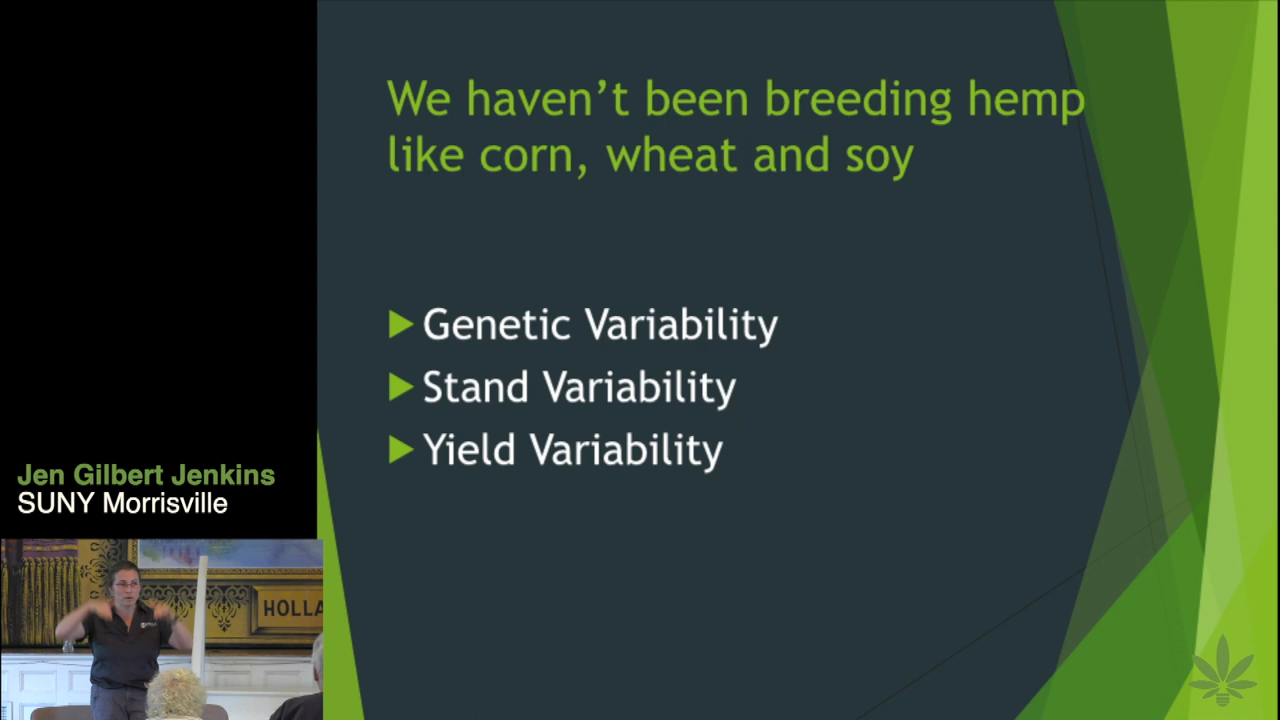 We haven’t been breeding hemp
like corn, wheat and soy
Genetic Variability
Stand Variability
Yield Variability
Jen Gilbert Jenkins
SUNY Morrisville
HOLLA